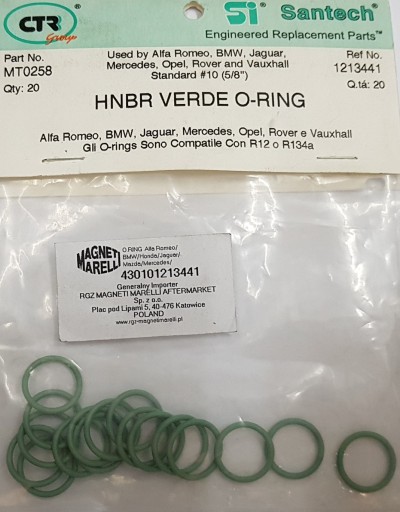 CTR
Group
Si Santech®
Engineered Replacement Parts™
Part No.
MT0258
Qty: 20
Used by Alfa Romeo, BMW, Jaguar,
Mercedes, Opel, Rover and Vauxhall
Standard #10 (5/8")
Ref No.
1213441
Q.tá: 20
HNBR VERDE O-RING
Alfa Romeo, BMW, Jaguar, Mercedes, Opel, Rover e Vauxhall
Gli O-rings Sono Compatile Con R12 o R134a
MAGNETI
MARELLI
O RING Alfa Romeo/
BMW/Honda/Jaguar/
Mazda/Mercedes/
430101213441
Generalny Importer
RGZ MAGNETI MARELLI AFTERMARKET
Sp. z o.o.
Plac pod Lipami 5, 40-476 Katowice
POLAND
www.rgz-magnetimarelli.pl